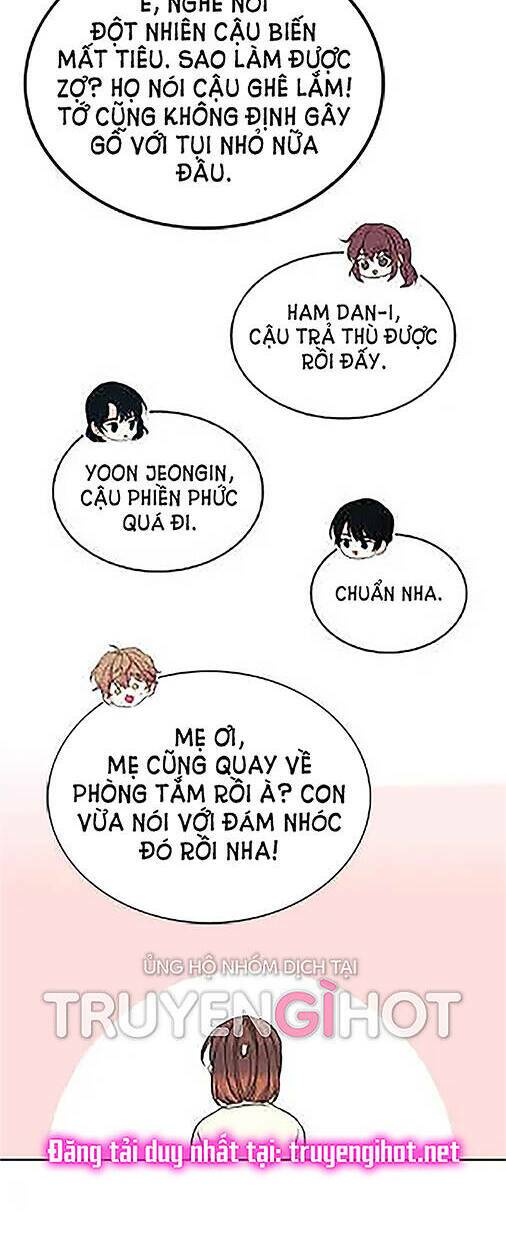 Ê, NGHE NÓI
ĐỘT NHIÊN CẬU BIẾN
MẤT TIÊU. SAO LÀM ĐƯỢC
ZỢ? HỌ NÓI CẬU GHÊ LẮM!
TỚ CŨNG KHÔNG ĐỊNH GÂY
GỔ VỚI TỤI NHỎ NỮA
ĐÂU.
HAM DAN-I,
CẬU TRẢ THÙ ĐƯỢC
RỒI ĐẤY.
YOON JEONGIN,
CẬU PHIỀN PHỨC
QUÁ ĐI.
CHUẨN NHA.
MẸ ƠI,
MẸ CŨNG QUAY VỀ
PHÒNG TẮM RỒI À? CON
VỪA NÓI VỚI ĐÁM NHÓC
ĐÓ RỒI NHA!
ỦNG HỘ NHÓM DỊCH TẠI
TRUYENGIHOT
Đăng tải duy nhất tại: truyengihot.net